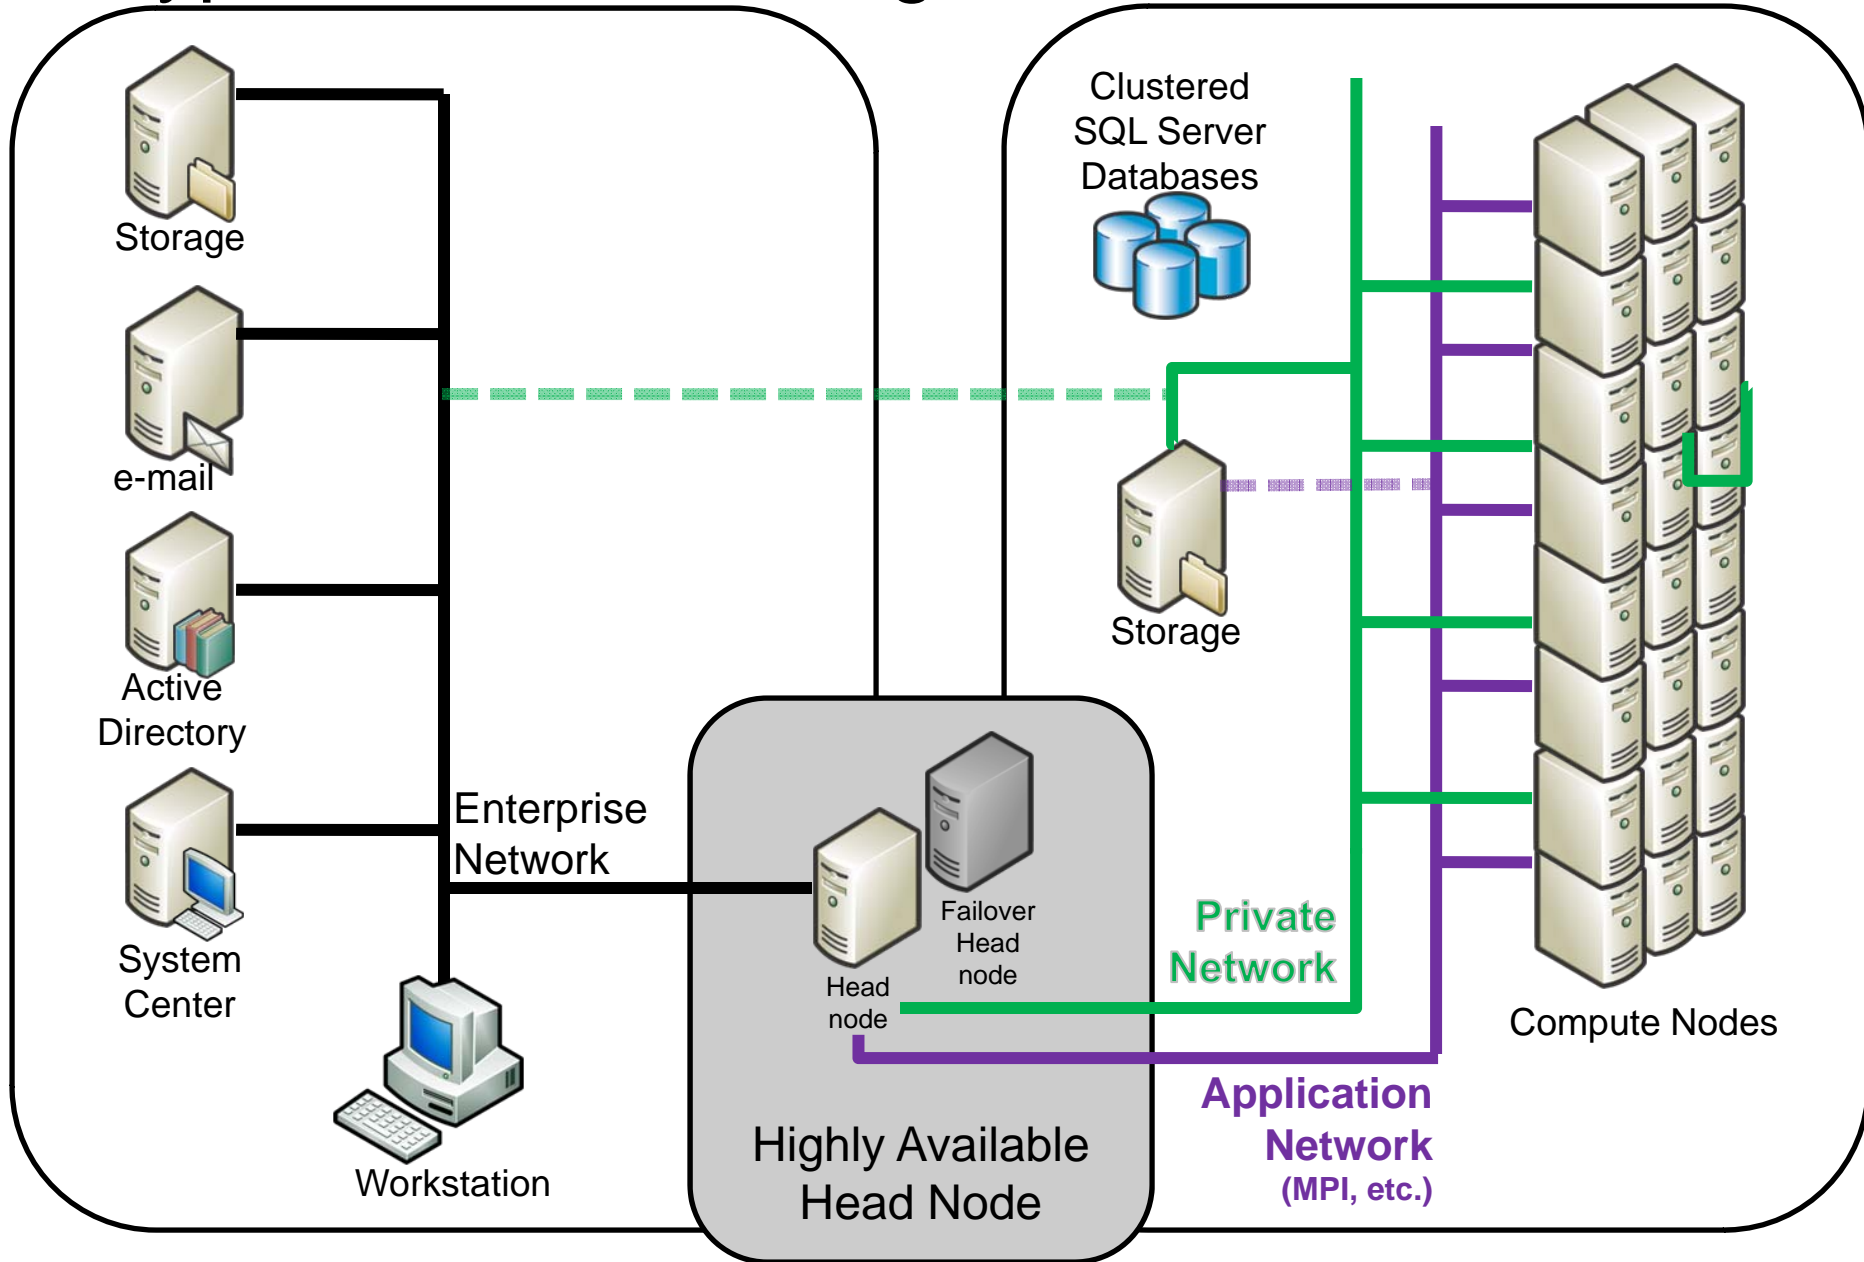 Storage
e-mail
Active
Directory
System
Center
Workstation
Enterprise
Network
Clustered
SQL Server
Databases
Storage
Failover
Head
node
Head
node
Highly Available
Head Node
Private
Network
Application
Network
(MPI, etc.)
Compute Nodes